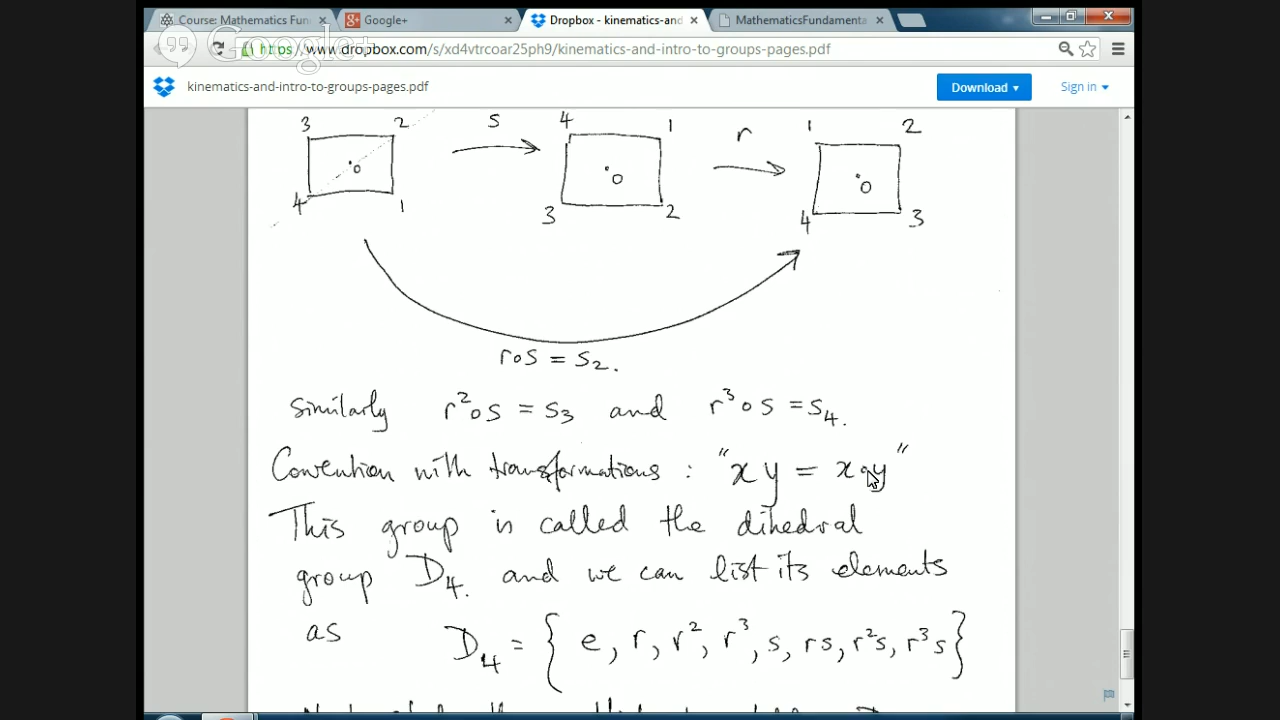 Course: Mathematics Fun
Google+
Dropbox - kinematics-and-
MathematicsFundamenta
Google+
https://www.dropbox.com/s/xd4vtrcoar25ph9/kinematics-and-intro-to-groups-pages.pdf
kinematics-and-intro-to-groups-pages.pdf
Download
Sign in
3 2 s 4 1 r 1 2
o o o
4 1 3 2 4 3
r∘s = s₂.
Similarly r²∘s = s₃ and r³∘s = s₄.
Convention with transformations : "xy = x∘y"
This group is called the dihedral
group D₄. and we can list its elements
as D₄ = { e, r, r², r³, s, rs, r²s, r³s }